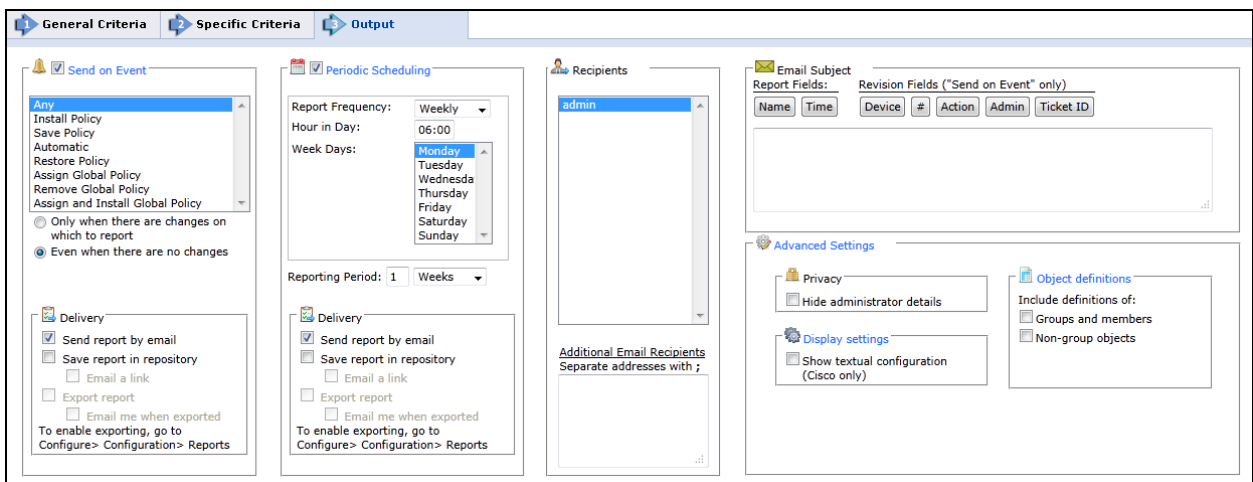 1 General Criteria
2 Specific Criteria
3 Output
Send on Event
Any
Install Policy
Save Policy
Automatic
Restore Policy
Assign Global Policy
Remove Global Policy
Assign and Install Global Policy
Only when there are changes on
which to report
Even when there are no changes
Delivery
Send report by email
Save report in repository
Email a link
Export report
Email me when exported
To enable exporting, go to
Configure> Configuration> Reports
Periodic Scheduling
Report Frequency: Weekly
Hour in Day: 06:00
Week Days: Monday
Tuesday
Wednesda
Thursday
Friday
Saturday
Sunday
Reporting Period: 1 Weeks
Delivery
Send report by email
Save report in repository
Email a link
Export report
Email me when exported
To enable exporting, go to
Configure> Configuration> Reports
Recipients
admin
Additional Email Recipients
Separate addresses with ;
Email Subject
Report Fields: Revision Fields ("Send on Event" only)
Name Time Device # Action Admin Ticket ID
Advanced Settings
Privacy
Hide administrator details
Display settings
Show textual configuration
(Cisco only)
Object definitions
Include definitions of:
Groups and members
Non-group objects